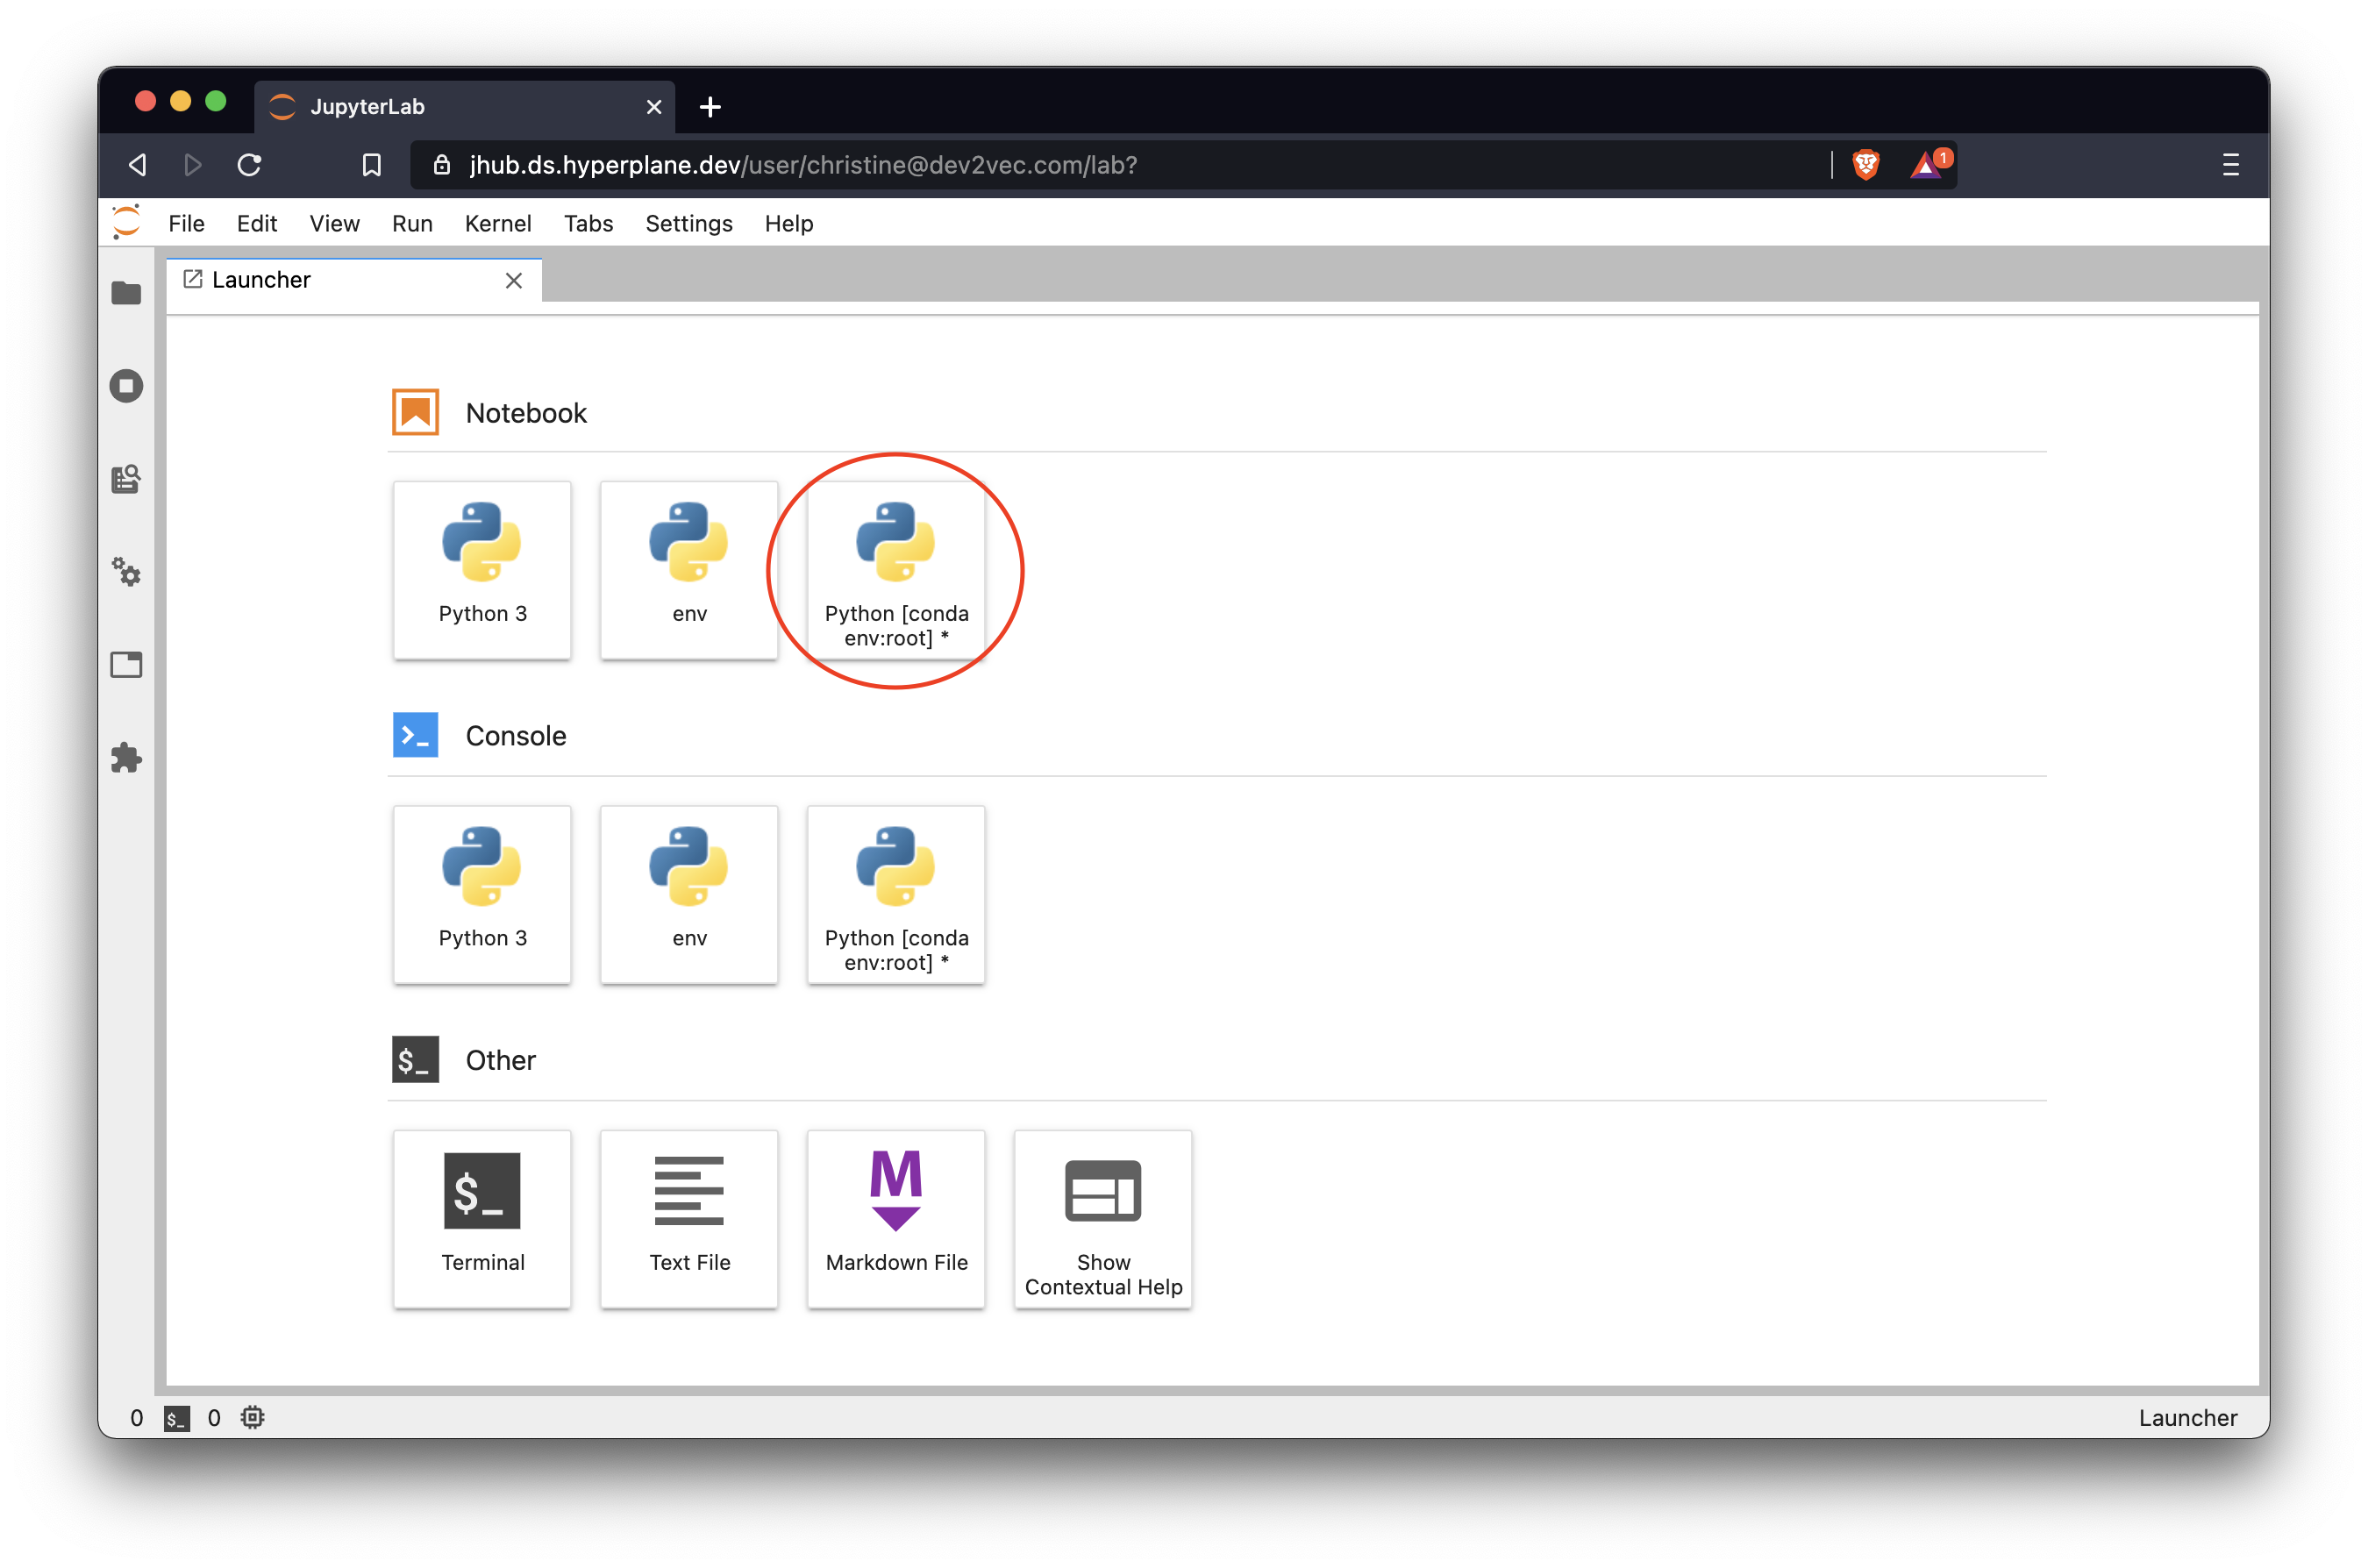 JupyterLab
jhub.ds.hyperplane.dev/user/christine@dev2vec.com/lab?
1
File Edit View Run Kernel Tabs Settings Help
Launcher
Notebook
Python 3
env
Python [conda
env:root] *
Console
>_
Python 3
env
Python [conda
env:root] *
$_
Other
$_
Terminal
Text File
M
Markdown File
Show
Contextual Help
0 $_ 0
Launcher